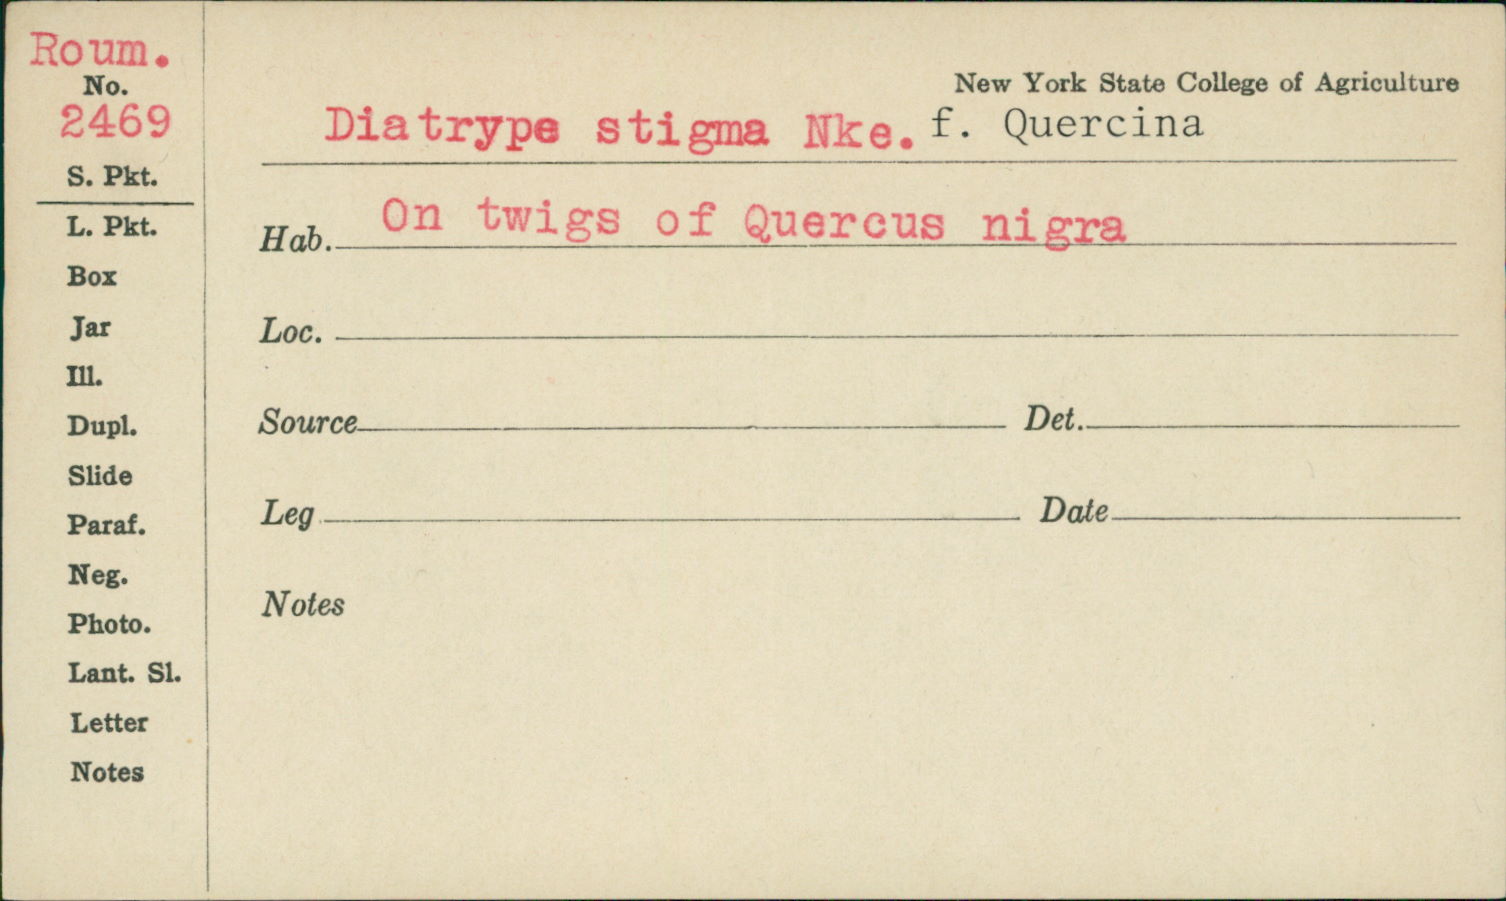 Roum.
No.
2469
S. Pkt.
L. Pkt.
Box
Jar
Ill.
Dupl.
Slide
Paraf.
Neg.
Photo.
Lant. Sl.
Letter
Notes
New York State College of Agriculture
Diatrype stigma Nke. f. Quercina
Hab. On twigs of Quercus nigra
Loc.
Source Det.
Leg Date
Notes